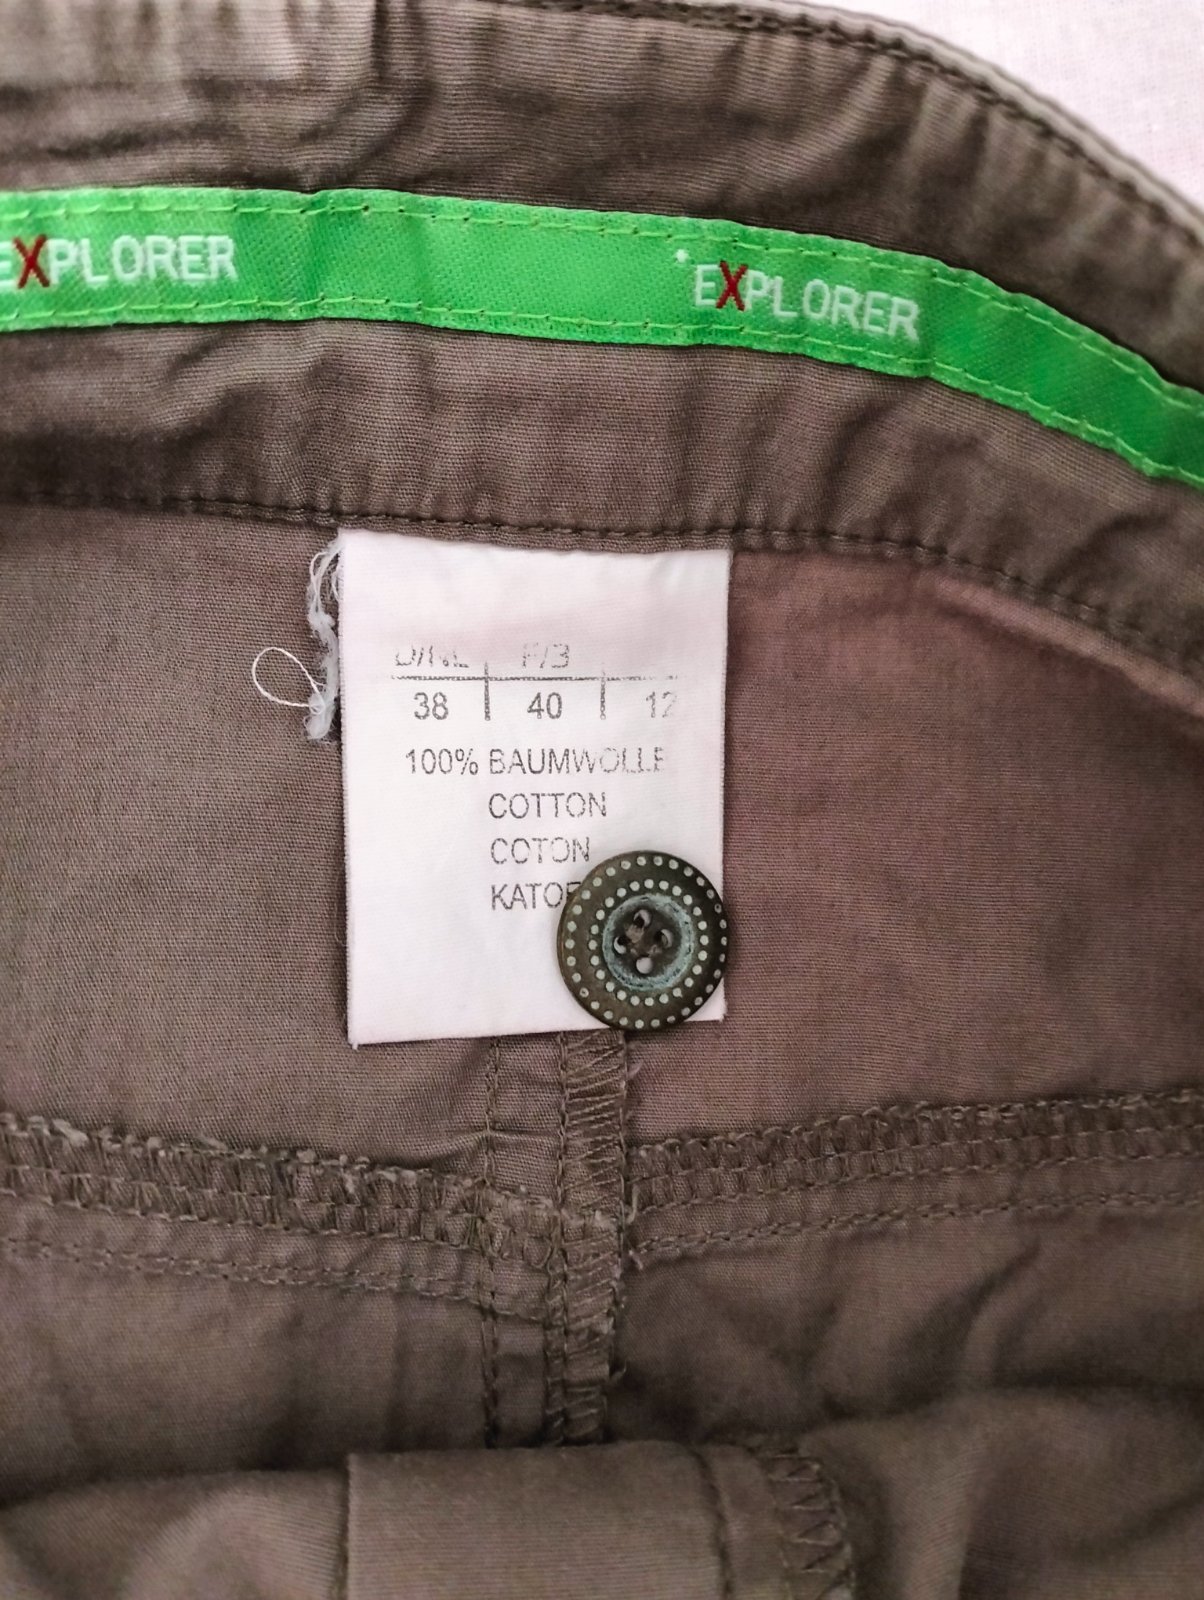 EXPLORER EXPLORER
D/NL F/B
38 40 12
100% BAUMWOLLE
COTTON
COTON